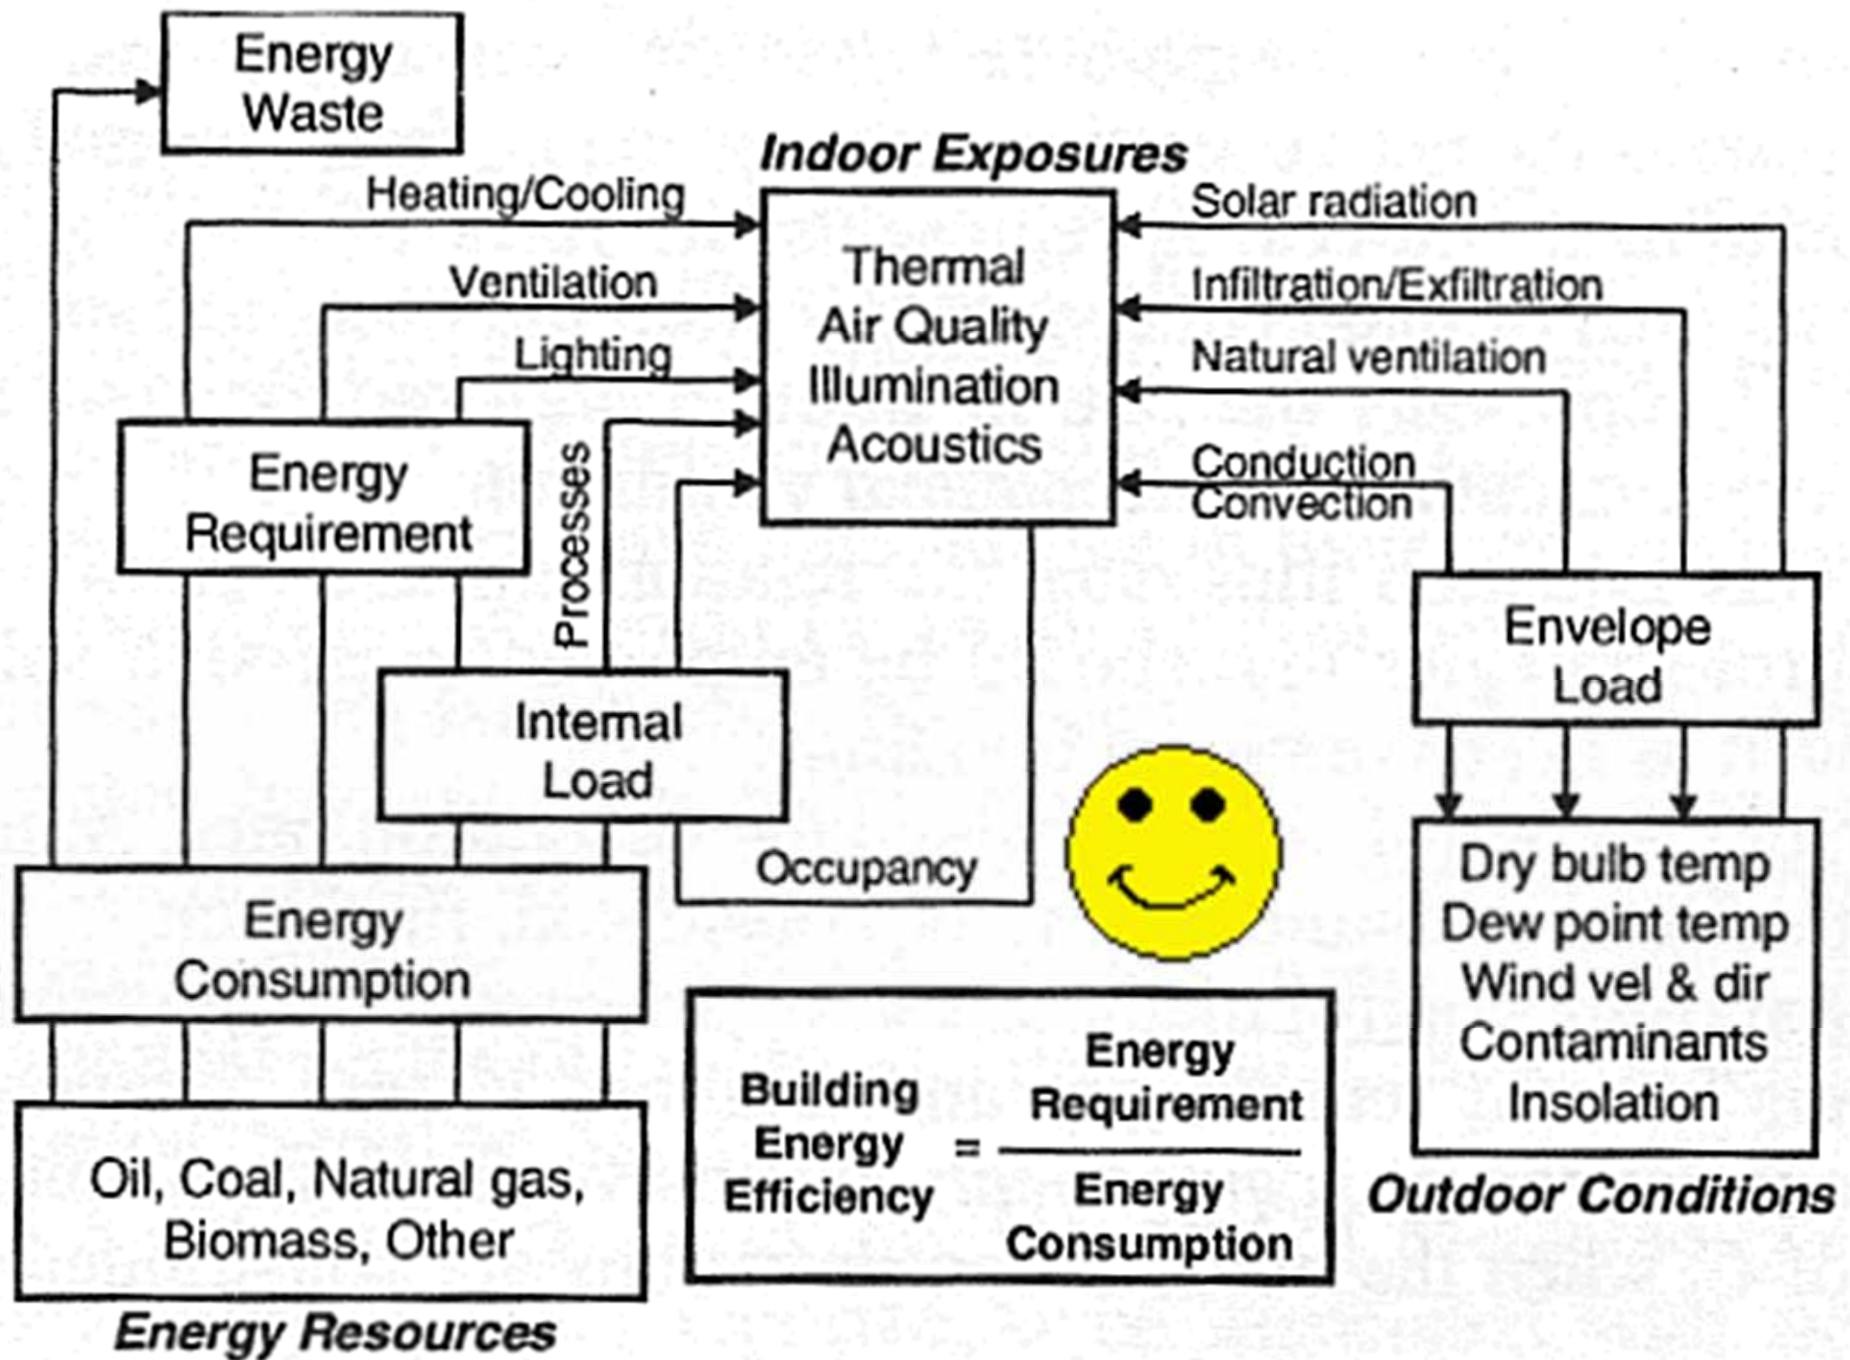 Energy
Waste
Indoor Exposures
Heating/Cooling
Ventilation
Lighting
Processes
Thermal
Air Quality
Illumination
Acoustics
Solar radiation
Infiltration/Exfiltration
Natural ventilation
Conduction
Convection
Energy
Requirement
Internal
Load
Occupancy
Envelope
Load
Energy
Consumption
Oil, Coal, Natural gas,
Biomass, Other
Energy Resources
Building
Energy
Efficiency
=
Energy
Requirement
Energy
Consumption
Dry bulb temp
Dew point temp
Wind vel & dir
Contaminants
Insolation
Outdoor Conditions